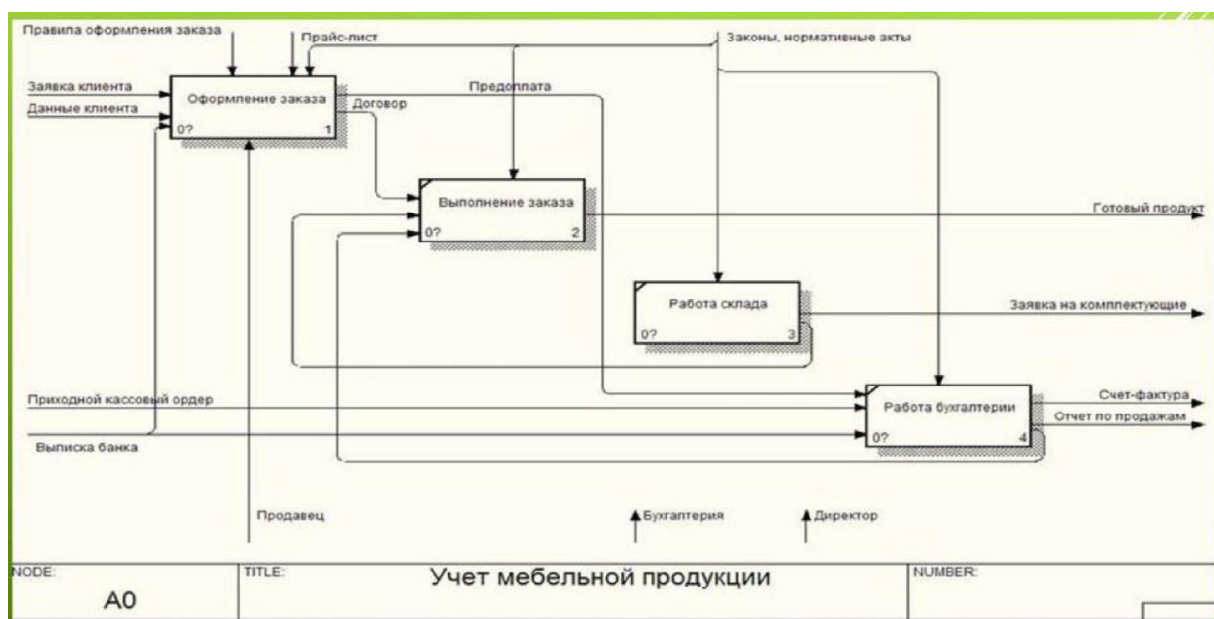 Правила оформления заказа
Прайс-лист
Законы, нормативные акты
Заявка клиента
Данные клиента
Оформление заказа
0? 1
Предоплата
Договор
Выполнение заказа
0? 2
Готовый продукт
Работа склада
0? 3
Заявка на комплектующие
Приходной кассовый ордер
Выписка банка
Работа бухгалтерии
0? 4
Счет-фактура
Отчет по продажам
Продавец
Бухгалтерия
Директор
NODE:
A0
TITLE:
Учет мебельной продукции
NUMBER: